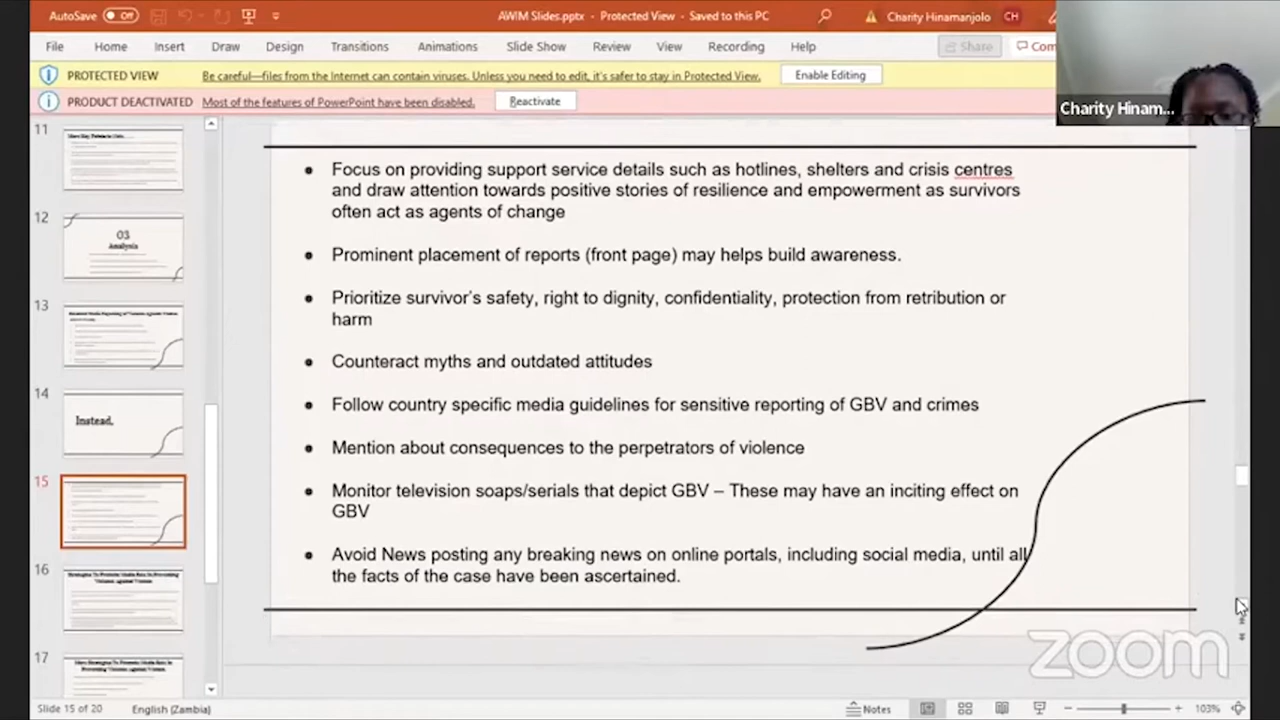 AutoSave Off AWIM Slides.pptx - Protected View - Saved to this PC Charity Hinamanjolo CH
File Home Insert Draw Design Transitions Animations Slide Show Review View Recording Help Share Com
PROTECTED VIEW Be careful—files from the Internet can contain viruses. Unless you need to edit, it's safer to stay in Protected View. Enable Editing
PRODUCT DEACTIVATED Most of the features of PowerPoint have been disabled. Reactivate
Charity Hinam...
11
12
03
Analysis
13
14
Instead,
15
16
17
• Focus on providing support service details such as hotlines, shelters and crisis centres
and draw attention towards positive stories of resilience and empowerment as survivors
often act as agents of change
• Prominent placement of reports (front page) may helps build awareness.
• Prioritize survivor's safety, right to dignity, confidentiality, protection from retribution or
harm
• Counteract myths and outdated attitudes
• Follow country specific media guidelines for sensitive reporting of GBV and crimes
• Mention about consequences to the perpetrators of violence
• Monitor television soaps/serials that depict GBV – These may have an inciting effect on
GBV
• Avoid News posting any breaking news on online portals, including social media, until all
the facts of the case have been ascertained.
zoom
Slide 15 of 20 English (Zambia) Notes 103%